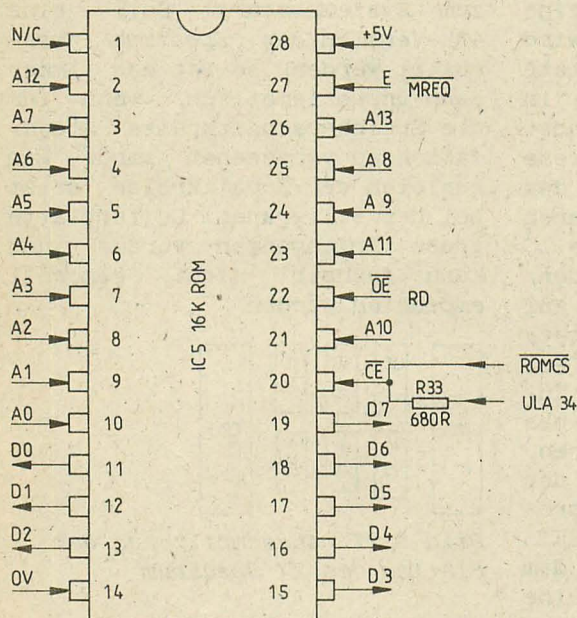 N/C 1 28 +5V
A12 2 27 E MREQ
A7 3 26 A13
A6 4 25 A8
A5 5 24 A9
A4 6 23 A11
A3 7 22 OE RD
A2 8 21 A10
A1 9 20 CE ROMCS
R33 680R ULA 34
A0 10 19 D7
D0 11 18 D6
D1 12 17 D5
D2 13 16 D4
0V 14 15 D3
IC5 16K ROM